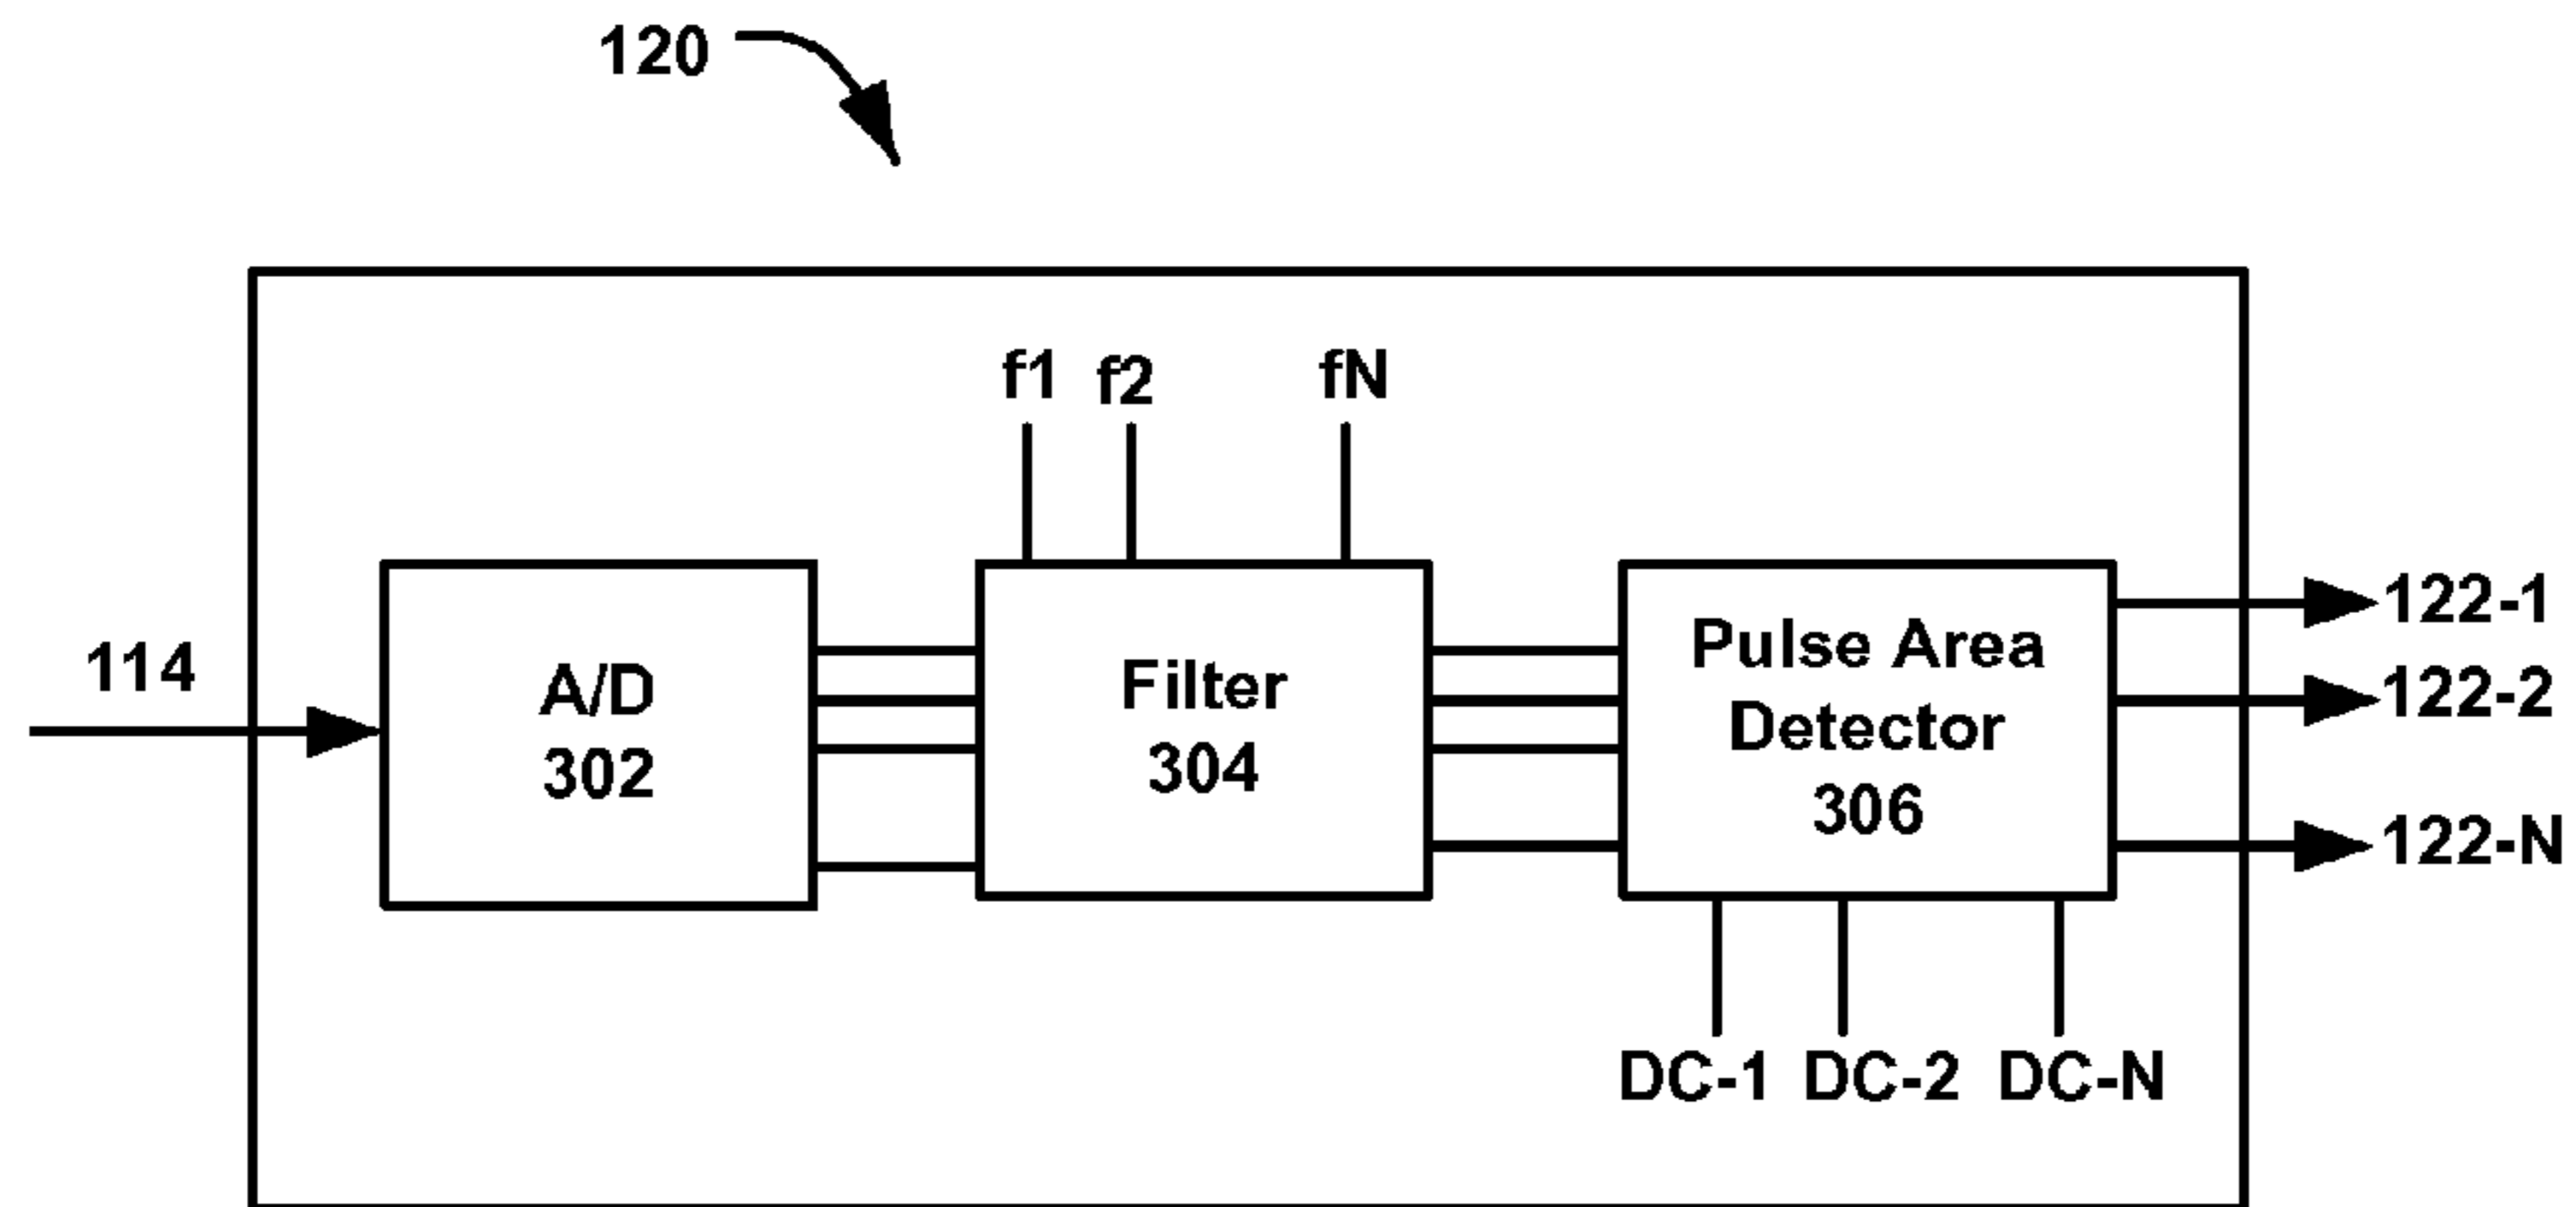 120
f1 f2 fN
114
A/D
302
Filter
304
Pulse Area
Detector
306
122-1
122-2
122-N
DC-1 DC-2 DC-N